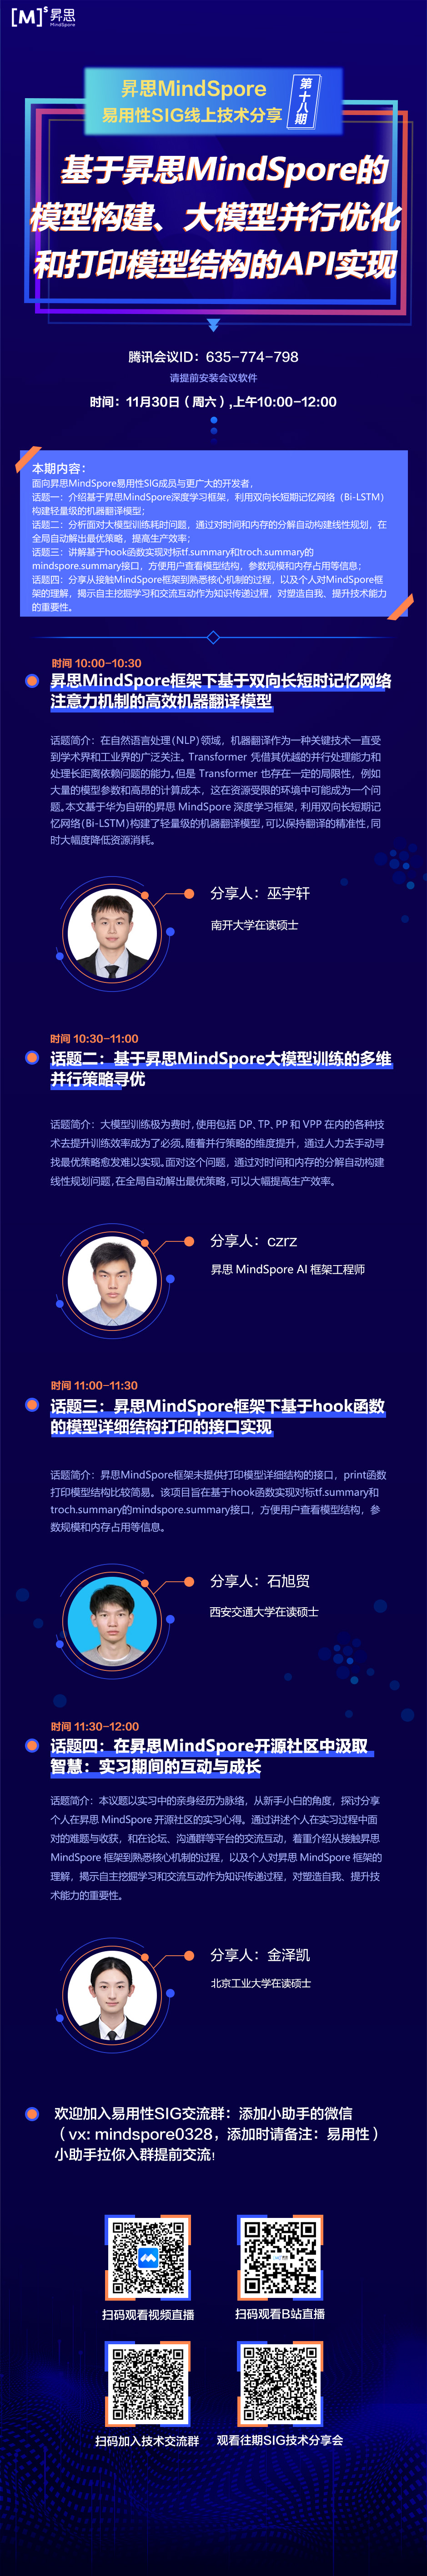 [M]s 昇思
MindSpore
昇思MindSpore
易用性SIG线上技术分享
第十八期
基于昇思MindSpore的
模型构建、大模型并行优化
和打印模型结构的API实现
腾讯会议ID：635-774-798
请提前安装会议软件
时间：11月30日（周六）,上午10:00-12:00
本期内容：
面向昇思MindSpore易用性SIG成员与更广大的开发者，
话题一：介绍基于昇思MindSpore深度学习框架，利用双向长短期记忆网络（Bi-LSTM）
构建轻量级的机器翻译模型；
话题二：分析面对大模型训练耗时问题，通过对时间和内存的分解自动构建线性规划，在
全局自动解出最优策略，提高生产效率；
话题三：讲解基于hook函数实现对标tf.summary和troch.summary的
mindspore.summary接口，方便用户查看模型结构，参数规模和内存占用等信息；
话题四：分享从接触MindSpore框架到熟悉核心机制的过程，以及个人对MindSpore框
架的理解，揭示自主挖掘学习和交流互动作为知识传递过程，对塑造自我、提升技术能力
的重要性。
时间 10:00-10:30
昇思MindSpore框架下基于双向长短时记忆网络
注意力机制的高效机器翻译模型
话题简介：在自然语言处理(NLP)领域，机器翻译作为一种关键技术一直受
到学术界和工业界的广泛关注。Transformer 凭借其优越的并行处理能力和
处理长距离依赖问题的能力。但是 Transformer 也存在一定的局限性，例如
大量的模型参数和高昂的计算成本，这在资源受限的环境中可能成为一个问
题。本文基于华为自研的昇思 MindSpore 深度学习框架，利用双向长短期记
忆网络(Bi-LSTM)构建了轻量级的机器翻译模型，可以保持翻译的精准性，同
时大幅度降低资源消耗。
分享人：巫宇轩
南开大学在读硕士
时间 10:30-11:00
话题二：基于昇思MindSpore大模型训练的多维
并行策略寻优
话题简介：大模型训练极为费时，使用包括 DP、TP、PP 和 VPP 在内的各种技
术去提升训练效率成为了必须。随着并行策略的维度提升，通过人力去手动寻
找最优策略愈发难以实现。面对这个问题，通过对时间和内存的分解自动构建
线性规划问题，在全局自动解出最优策略，可以大幅提高生产效率。
分享人：czrz
昇思 MindSpore AI 框架工程师
时间 11:00-11:30
话题三：昇思MindSpore框架下基于hook函数
的模型详细结构打印的接口实现
话题简介：昇思MindSpore框架未提供打印模型详细结构的接口，print函数
打印模型结构比较简易。该项目旨在基于hook函数实现对标tf.summary和
troch.summary的mindspore.summary接口，方便用户查看模型结构，参
数规模和内存占用等信息。
分享人：石旭贸
西安交通大学在读硕士
时间 11:30-12:00
话题四：在昇思MindSpore开源社区中汲取
智慧：实习期间的互动与成长
话题简介：本议题以实习中的亲身经历为脉络，从新手小白的角度，探讨分享
个人在昇思 MindSpore 开源社区的实习心得。通过讲述个人在实习过程中面
对的难题与收获，和在论坛、沟通群等平台的交流互动，着重介绍从接触昇思
MindSpore 框架到熟悉核心机制的过程，以及个人对昇思 MindSpore 框架的
理解，揭示自主挖掘学习和交流互动作为知识传递过程，对塑造自我、提升技
术能力的重要性。
分享人：金泽凯
北京工业大学在读硕士
欢迎加入易用性SIG交流群：添加小助手的微信
（vx: mindspore0328，添加时请备注：易用性）
小助手拉你入群提前交流！
扫码观看视频直播
扫码观看B站直播
扫码加入技术交流群
观看往期SIG技术分享会